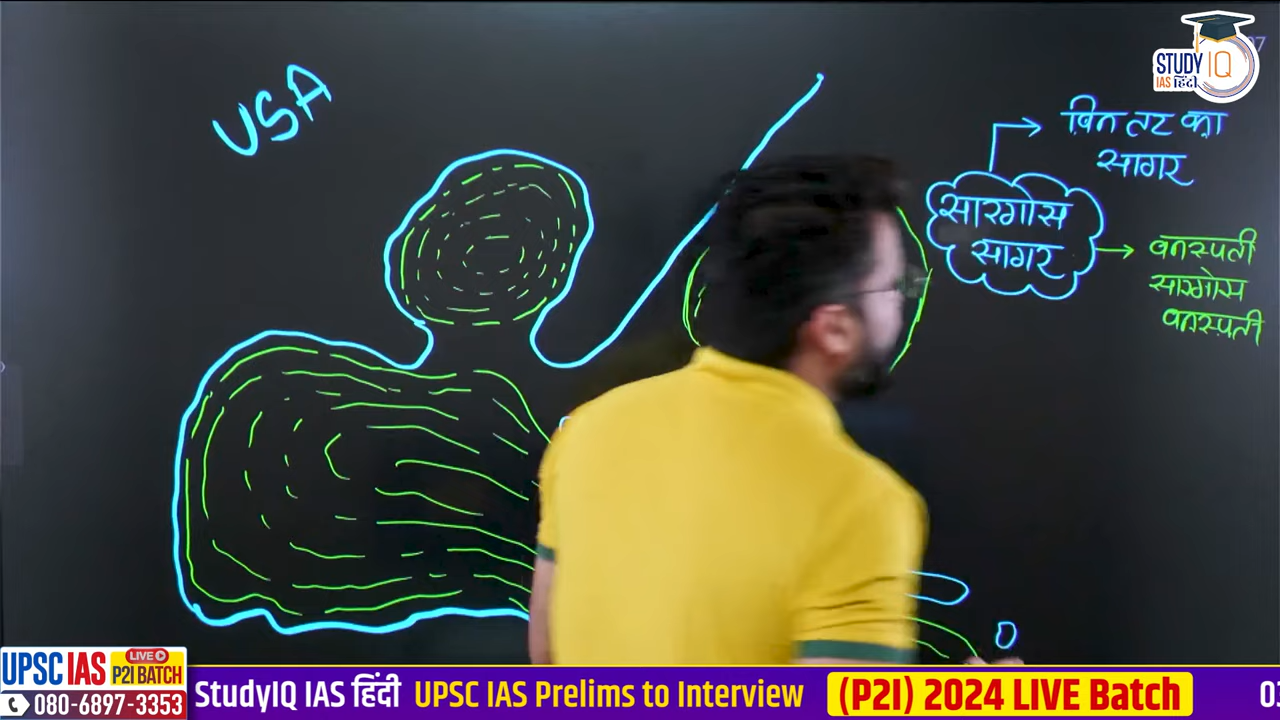 USA
STUDY IQ
IAS हिंदी
बिन तट का
सागर
सारगोस
सागर
वनस्पती
सारगोस
वनस्पती
UPSC IAS LIVE
P2I BATCH
080-6897-3353
StudyIQ IAS हिंदी UPSC IAS Prelims to Interview (P2I) 2024 LIVE Batch